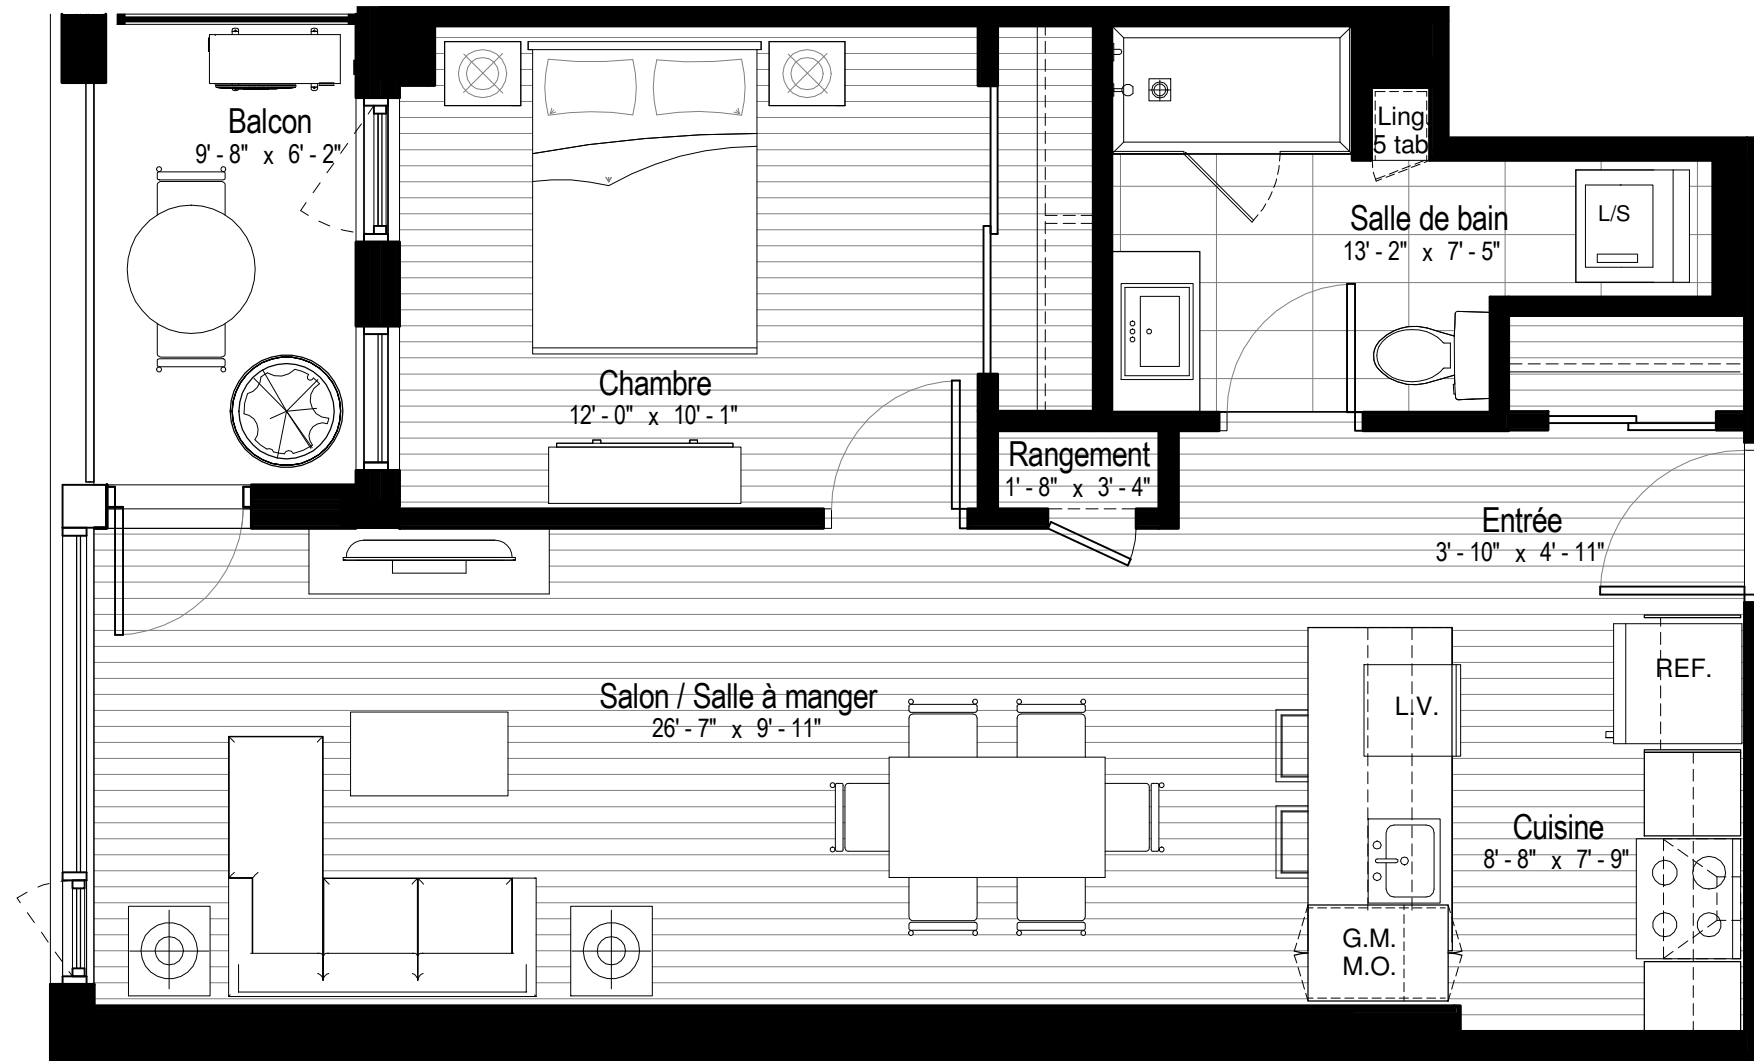 Balcon
9' - 8" x 6' - 2"
Ling
5 tab
Salle de bain
13' - 2" x 7' - 5"
L/S
Chambre
12' - 0" x 10' - 1"
Rangement
1' - 8" x 3' - 4"
Entrée
3' - 10" x 4' - 11"
REF.
Salon / Salle à manger
26' - 7" x 9' - 11"
L.V.
Cuisine
8' - 8" x 7' - 9"
G.M.
M.O.